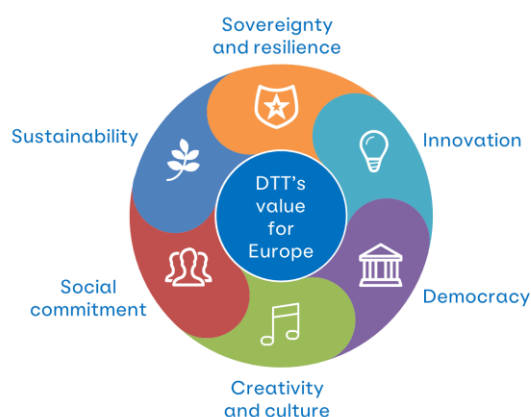 Sovereignty
and resilience
Innovation
Democracy
Creativity
and culture
Social
commitment
Sustainability
DTT's
value
for
Europe